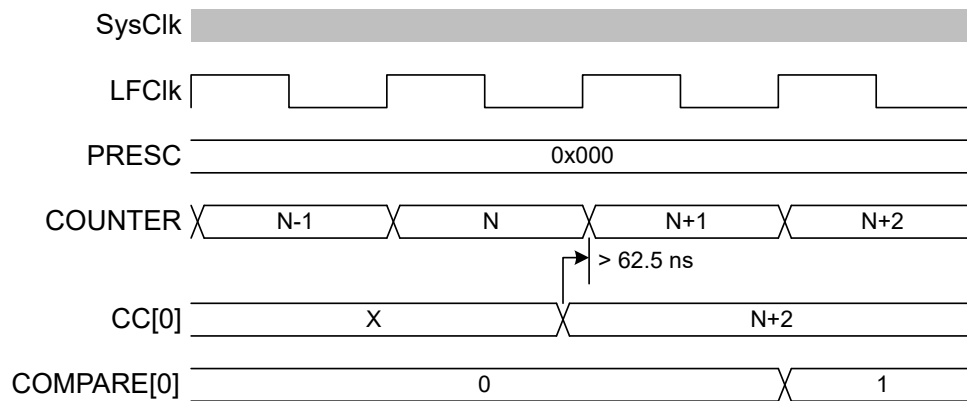 SysClk
LFClk
PRESC 0x000
COUNTER N-1 N N+1 N+2
> 62.5 ns
CC[0] X N+2
COMPARE[0] 0 1